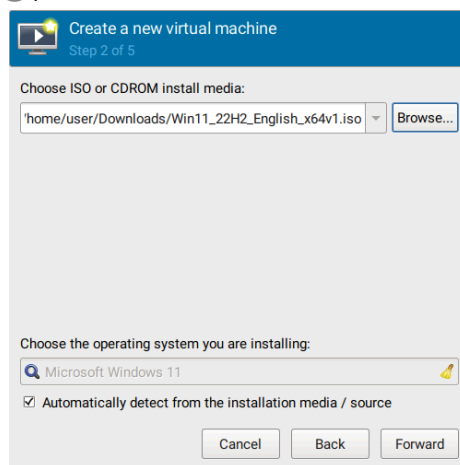 Create a new virtual machine
Step 2 of 5
Choose ISO or CDROM install media:
'home/user/Downloads/Win11_22H2_English_x64v1.iso
Browse...
Choose the operating system you are installing:
Microsoft Windows 11
Automatically detect from the installation media / source
Cancel Back Forward